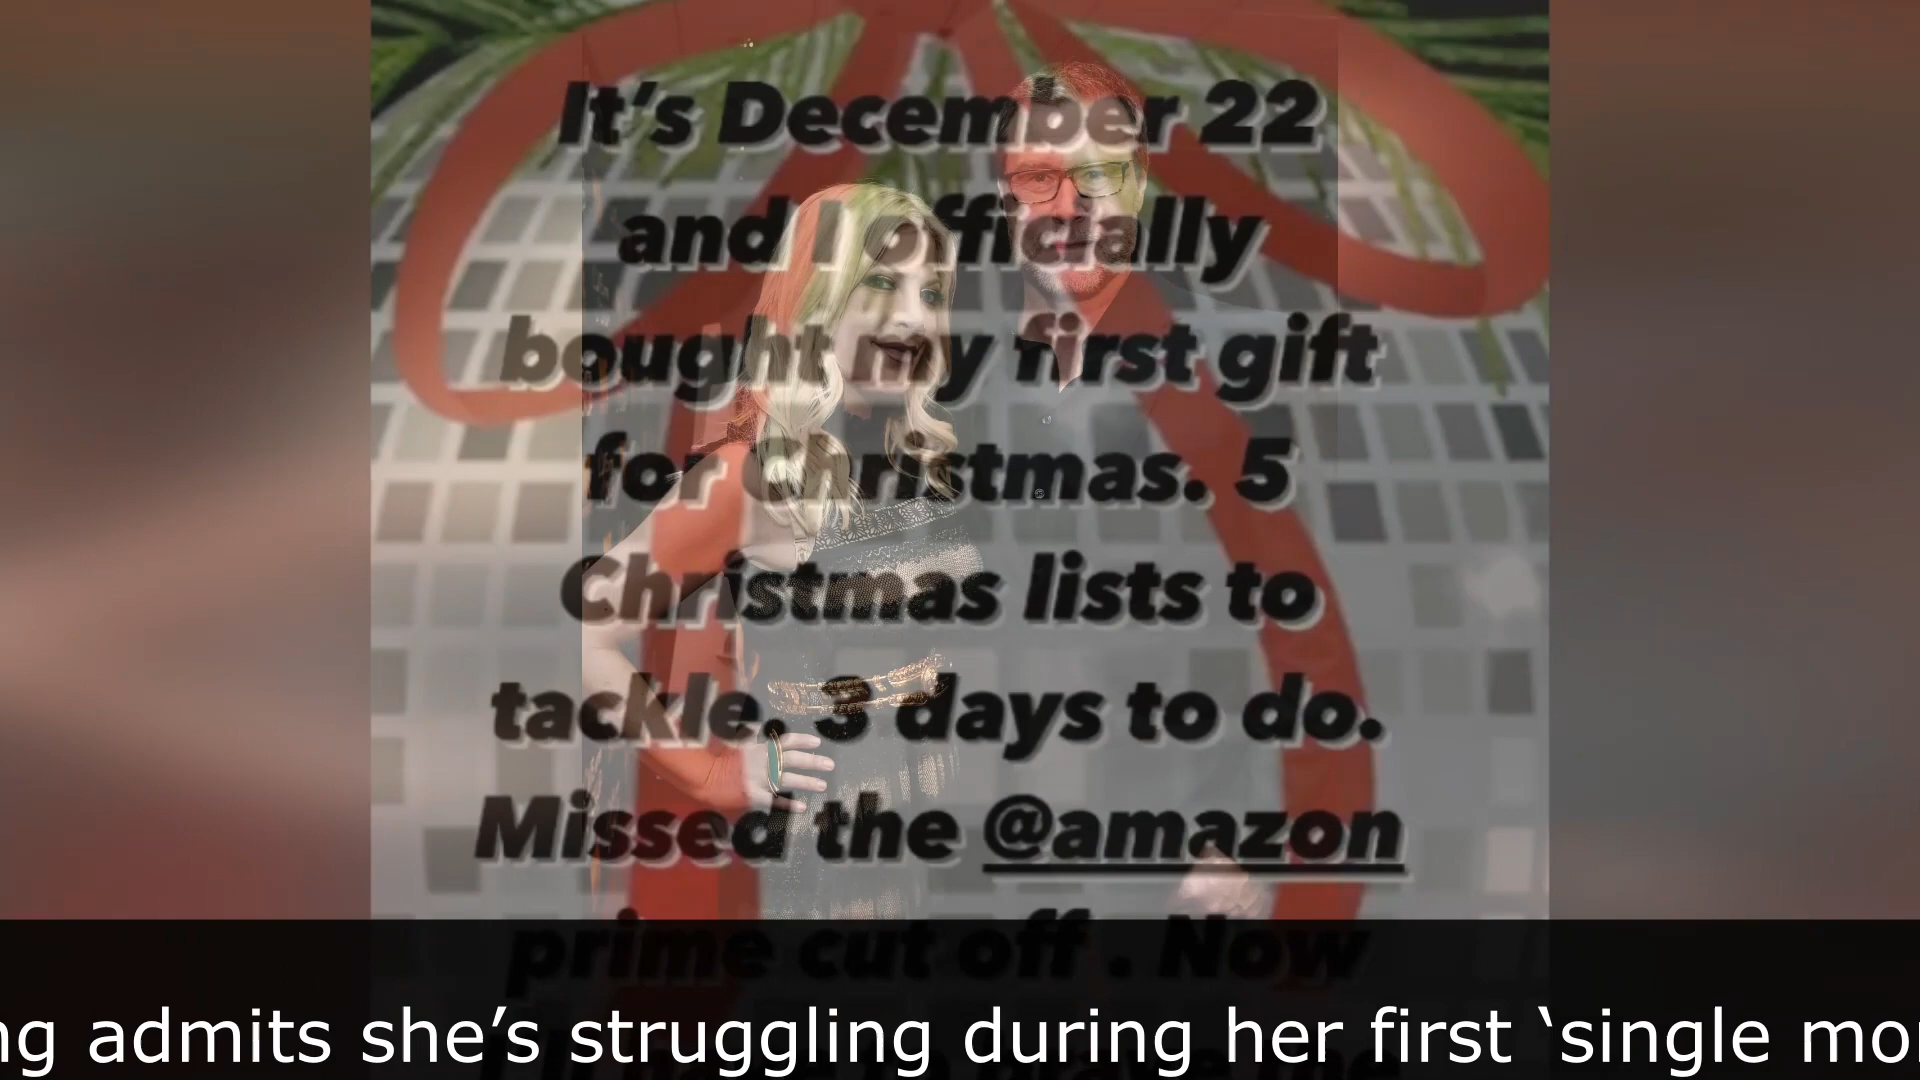 It's December 22
and I officially
bought my first gift
for Christmas. 5
Christmas lists to
tackle. 3 days to do.
Missed the @amazon
prime cut off . Now
ng admits she’s struggling during her first ‘single mo